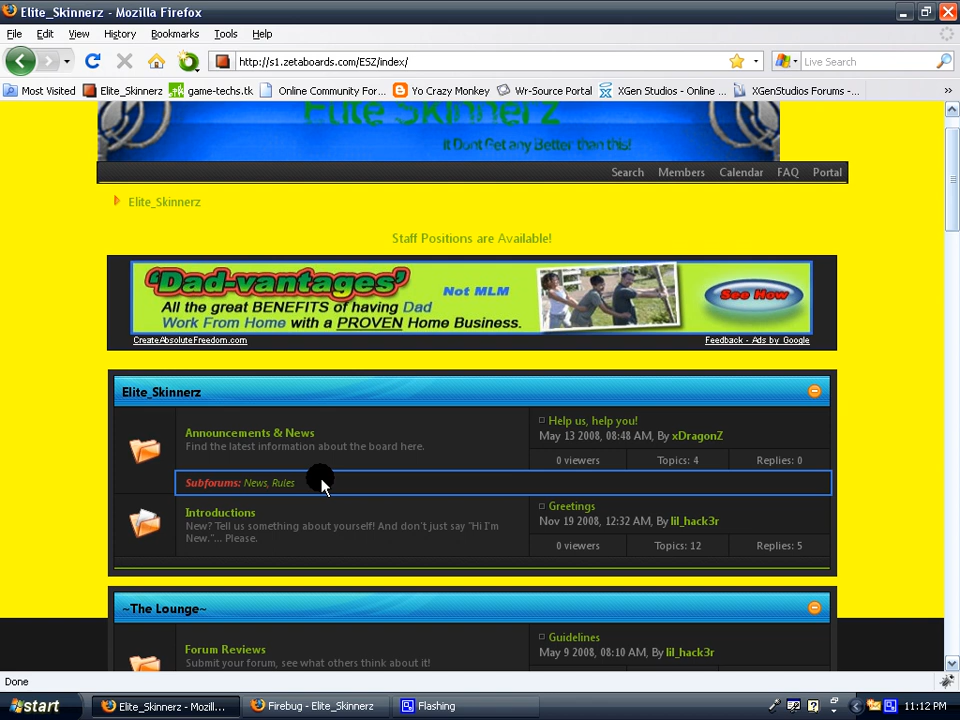 Elite_Skinnerz - Mozilla Firefox
File Edit View History Bookmarks Tools Help
http://s1.zetaboards.com/ESZ/index/
Live Search
Most Visited Elite_Skinnerz game-techs.tk Online Community For... Yo Crazy Monkey Wr-Source Portal XGen Studios - Online ... XGenStudios Forums -... »
Elite Skinnerz
It Dont Get any Better than this!
Search Members Calendar FAQ Portal
Elite_Skinnerz
Staff Positions are Available!
'Dad-vantages'
Not MLM
All the great BENEFITS of having Dad
Work From Home with a PROVEN Home Business.
See How
CreateAbsoluteFreedom.com
Feedback - Ads by Google
Elite_Skinnerz
Announcements & News
Find the latest information about the board here.
Help us, help you!
May 13 2008, 08:48 AM, By xDragonZ
0 viewers Topics: 4 Replies: 0
Subforums: News, Rules
Introductions
New? Tell us something about yourself! And don't just say "Hi I'm
New."... Please.
Greetings
Nov 19 2008, 12:32 AM, By lil_hack3r
0 viewers Topics: 12 Replies: 5
~The Lounge~
Forum Reviews
Submit your forum, see what others think about it!
Guidelines
May 9 2008, 08:10 AM, By lil_hack3r
Done
start Elite_Skinnerz - Mozill... Firebug - Elite_Skinnerz Flashing 11:12 PM